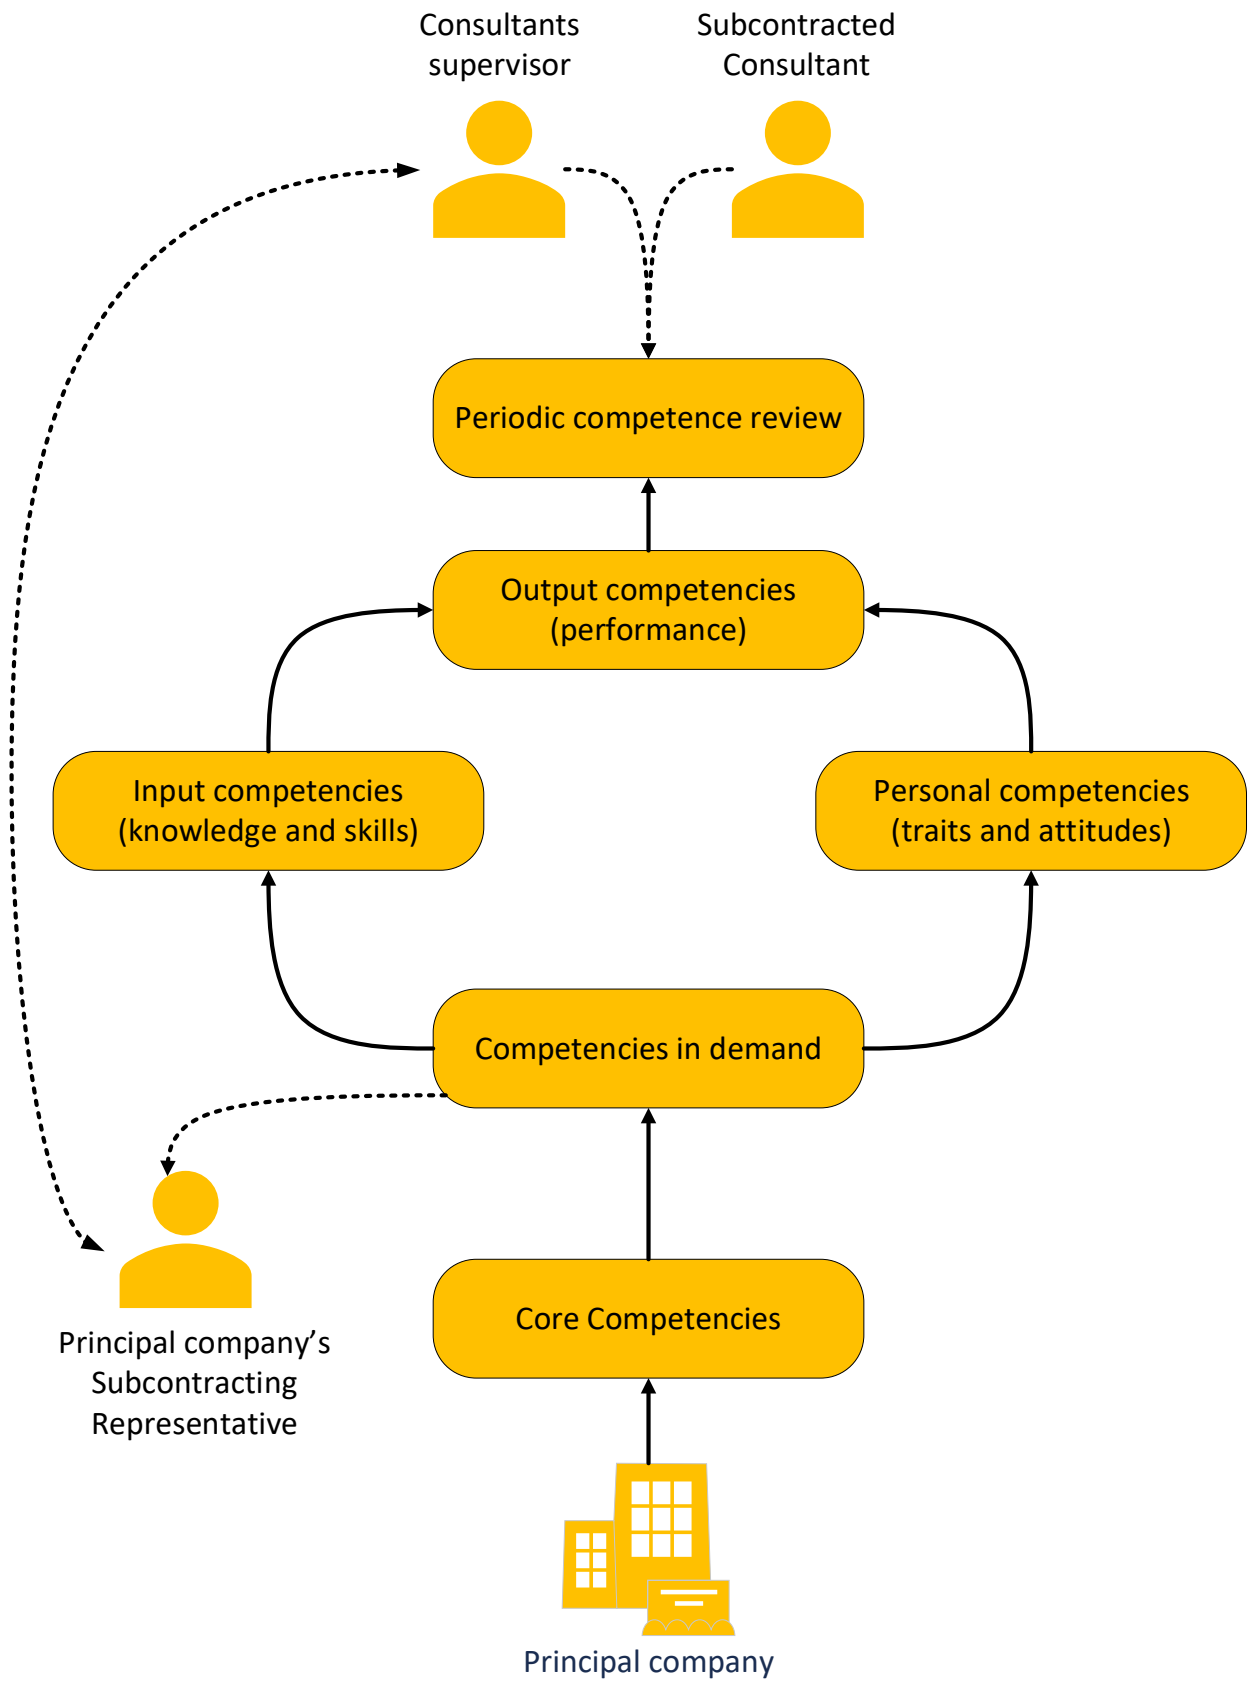 Consultants
supervisor
Subcontracted
Consultant
Periodic competence review
Output competencies
(performance)
Input competencies
(knowledge and skills)
Personal competencies
(traits and attitudes)
Competencies in demand
Principal company’s
Subcontracting
Representative
Core Competencies
Principal company